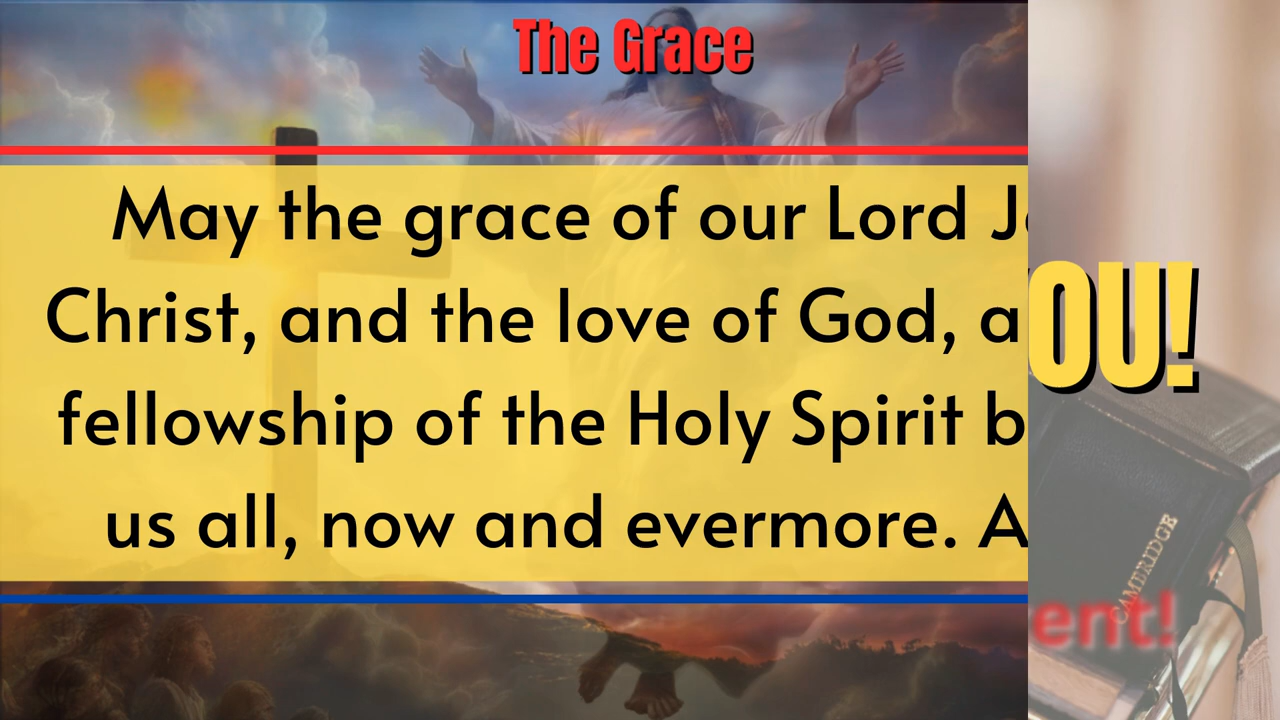 The Grace
May the grace of our Lord J
Christ, and the love of God, a
fellowship of the Holy Spirit b
us all, now and evermore. A
OU!
CAMBRIDGE
ent!